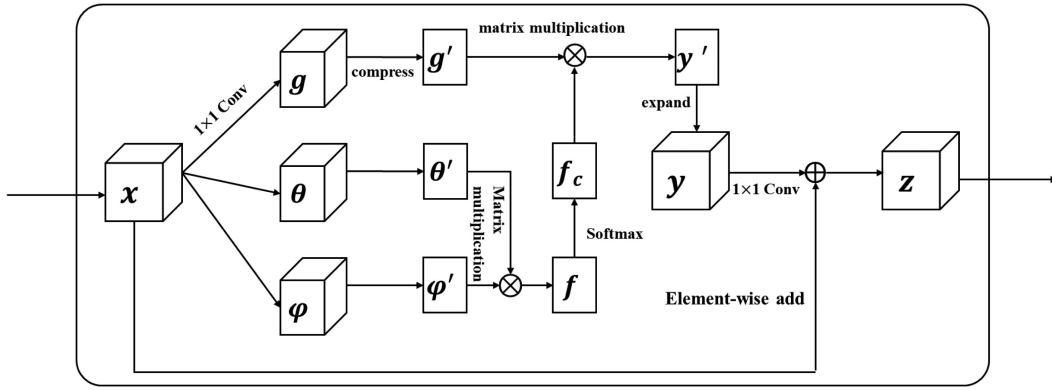 matrix multiplication
g
compress
g′
y ′
1×1 Conv
expand
x
θ
θ′
Matrix
multiplication
f_c
y
1×1 Conv
z
Softmax
φ
φ′
f
Element-wise add